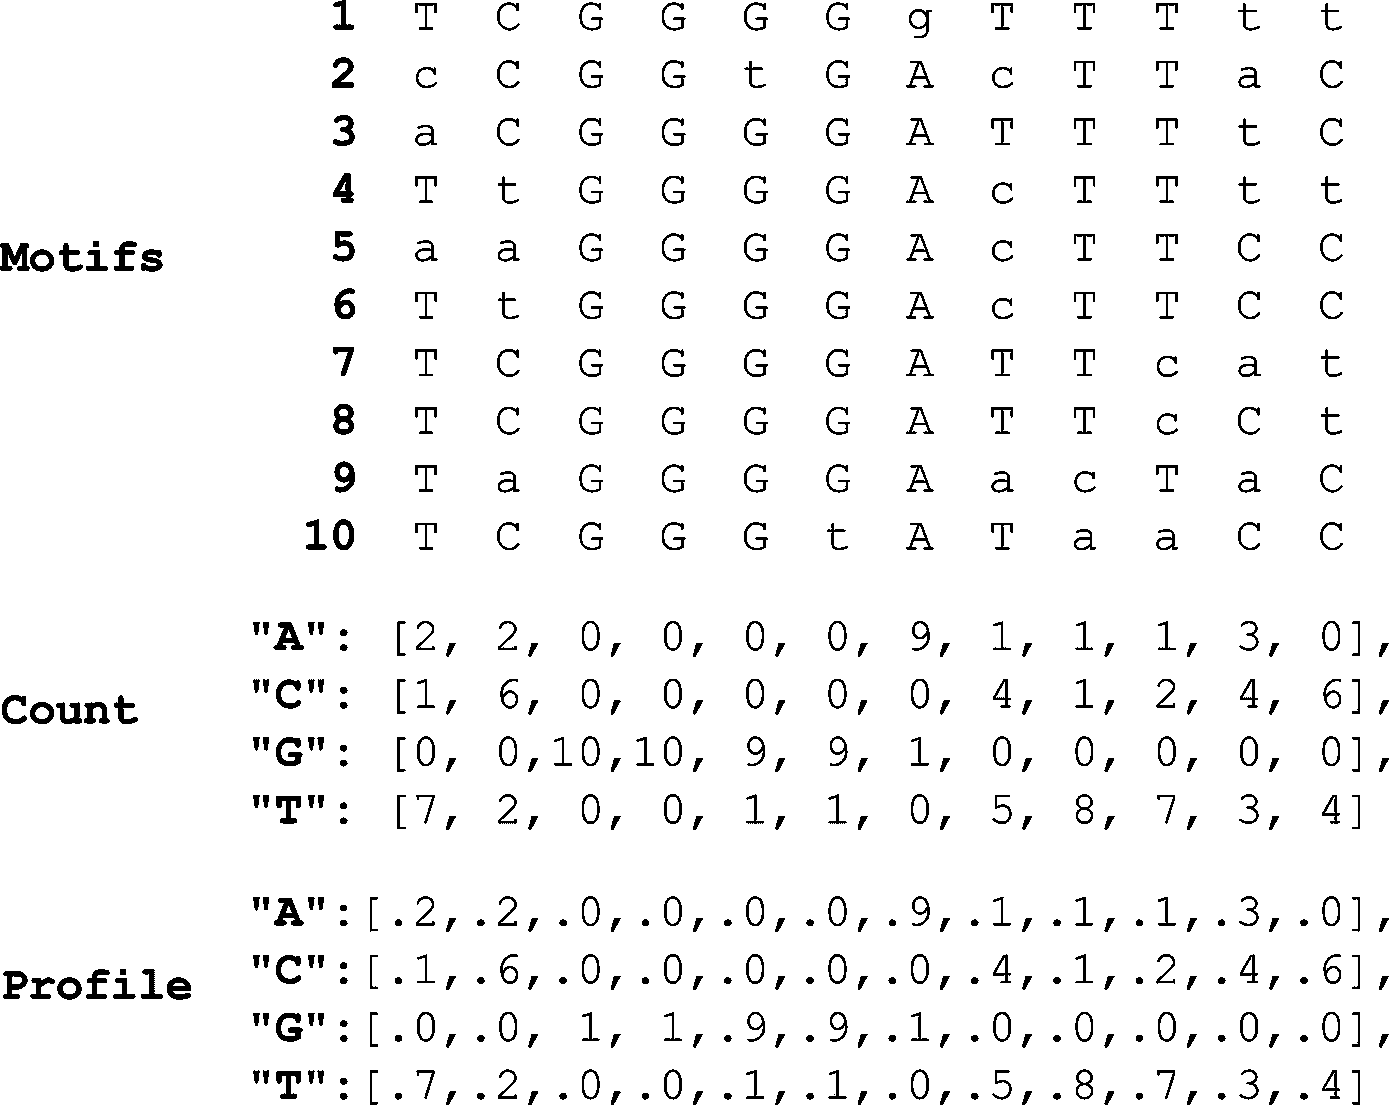 1 T C G G G G g T T T t t
2 c C G G t G A c T T a C
3 a C G G G G A T T T t C
4 T t G G G G A c T T t t
Motifs 5 a a G G G G A c T T C C
6 T t G G G G A c T T C C
7 T C G G G G A T T c a t
8 T C G G G G A T T c C t
9 T a G G G G A a c T a C
10 T C G G G t A T a a C C
"A": [2, 2, 0, 0, 0, 0, 9, 1, 1, 1, 3, 0],
Count "C": [1, 6, 0, 0, 0, 0, 0, 4, 1, 2, 4, 6],
"G": [0, 0,10,10, 9, 9, 1, 0, 0, 0, 0, 0],
"T": [7, 2, 0, 0, 1, 1, 0, 5, 8, 7, 3, 4]
"A":[.2,.2,.0,.0,.0,.0,.9,.1,.1,.1,.3,.0],
Profile "C":[.1,.6,.0,.0,.0,.0,.0,.4,.1,.2,.4,.6],
"G":[.0,.0, 1, 1,.9,.9,.1,.0,.0,.0,.0,.0],
"T":[.7,.2,.0,.0,.1,.1,.0,.5,.8,.7,.3,.4]